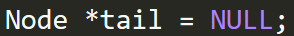 Node *tail = NULL;